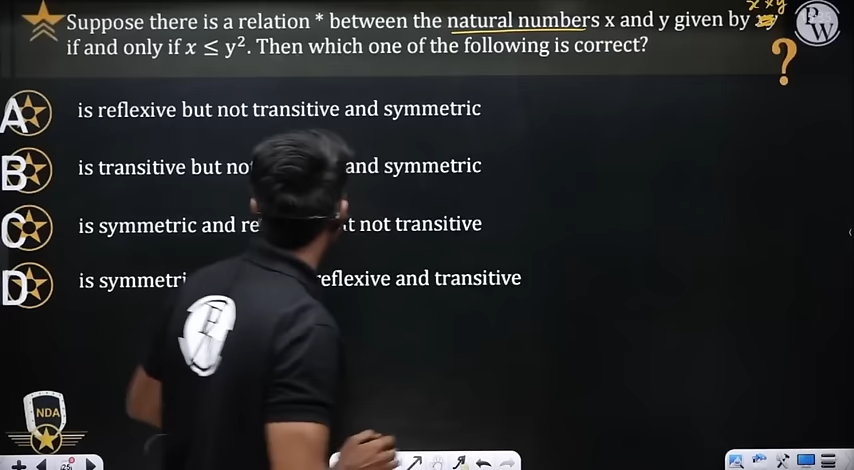 x * y
Suppose there is a relation * between the natural numbers x and y given by
if and only if x ≤ y². Then which one of the following is correct?
?
P
W
A is reflexive but not transitive and symmetric
B is transitive but no and symmetric
C is symmetric and re t not transitive
D is symmetri reflexive and transitive
NDA
25